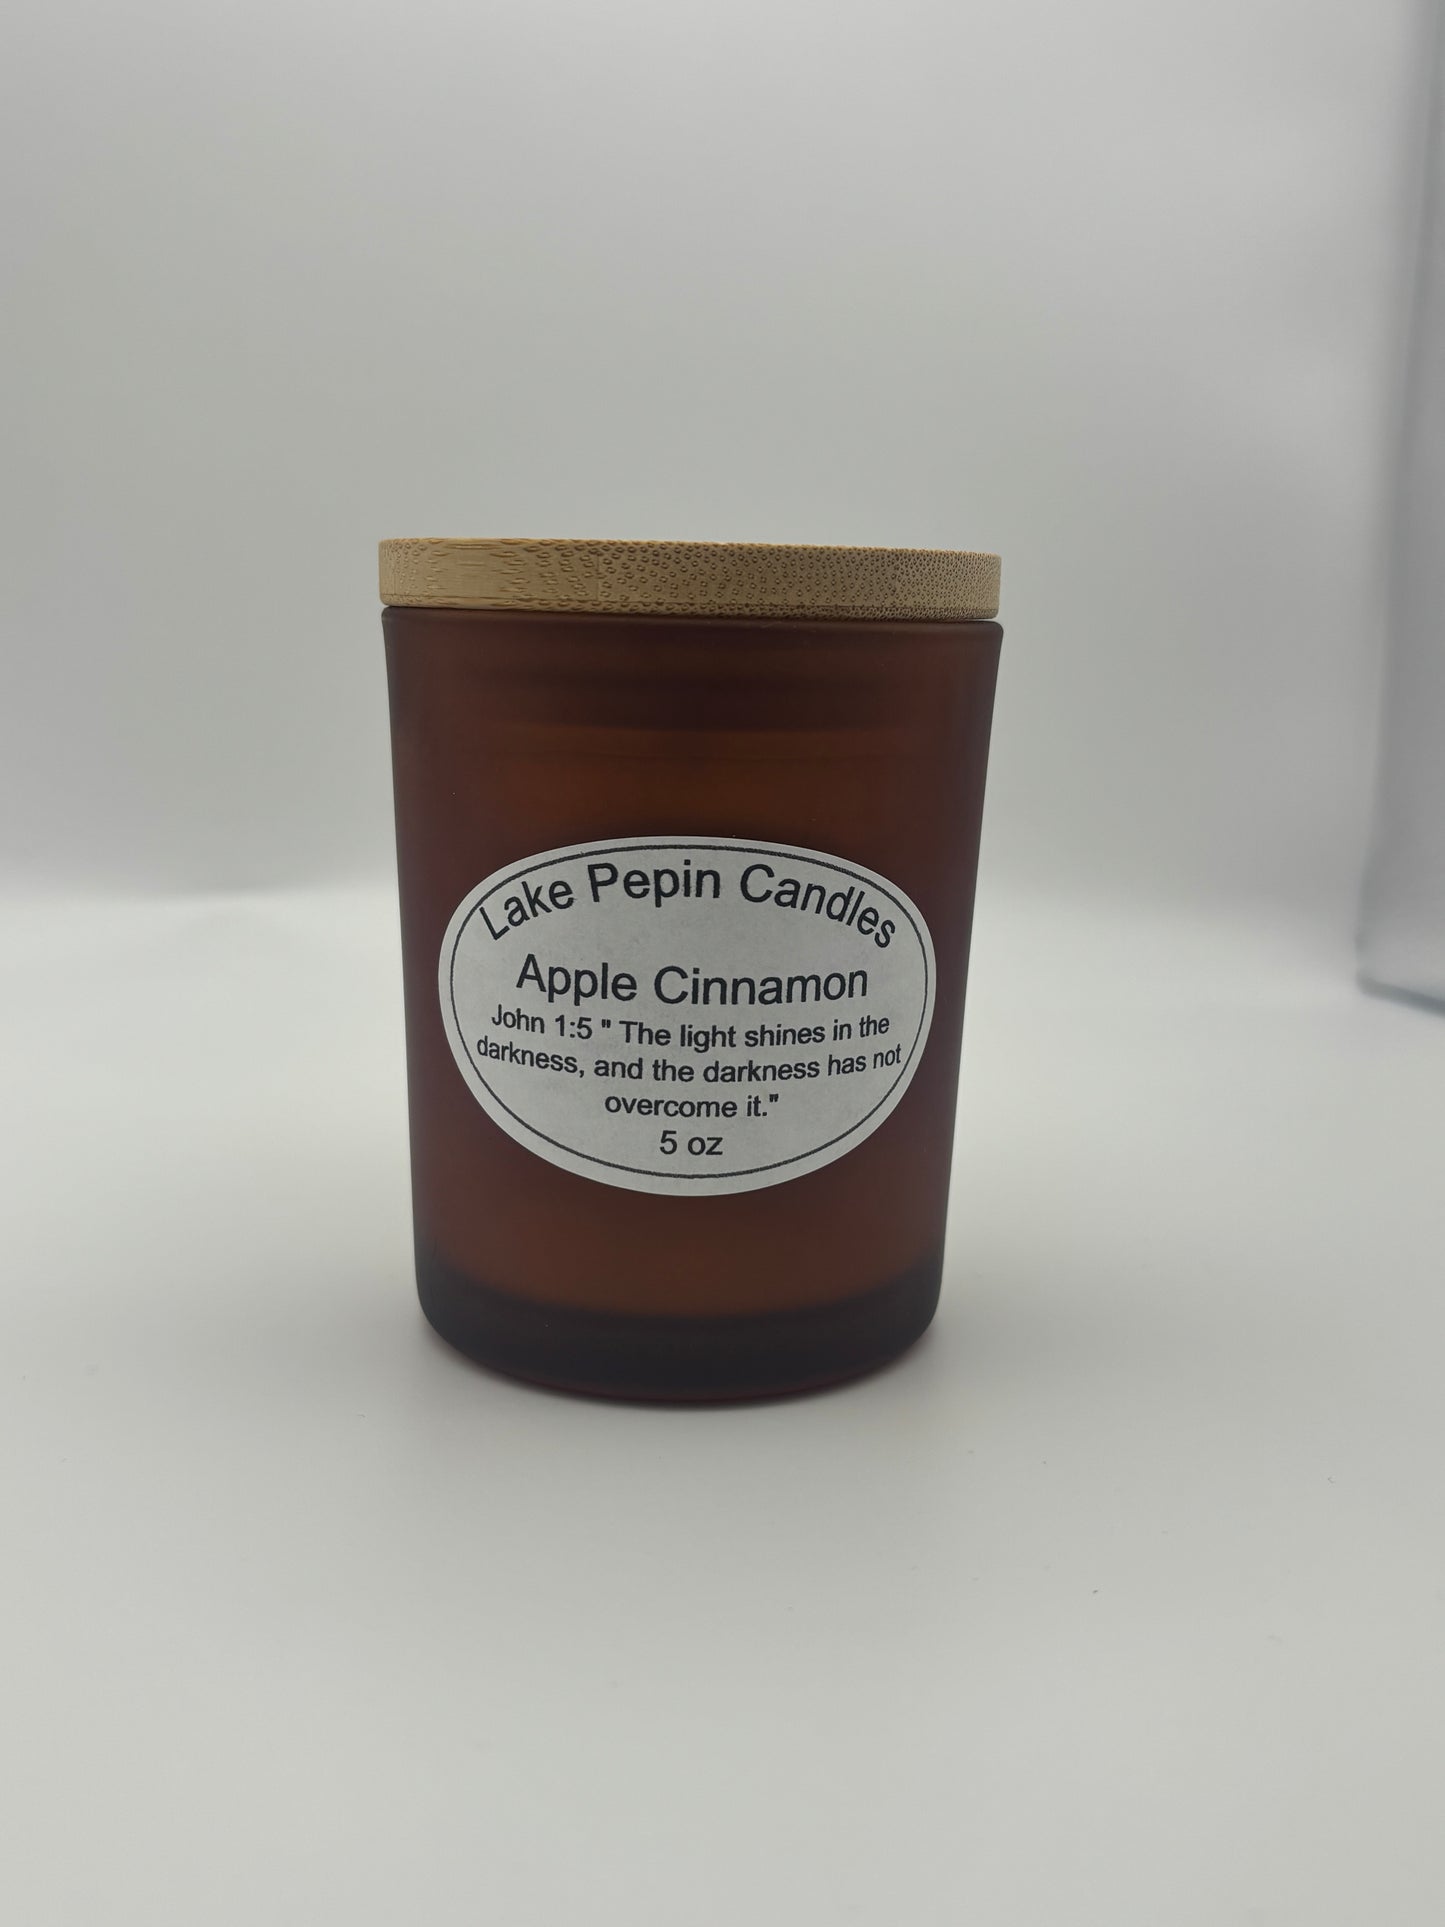 Lake Pepin Candles
Apple Cinnamon
John 1:5 " The light shines in the
darkness, and the darkness has not
overcome it."
5 oz